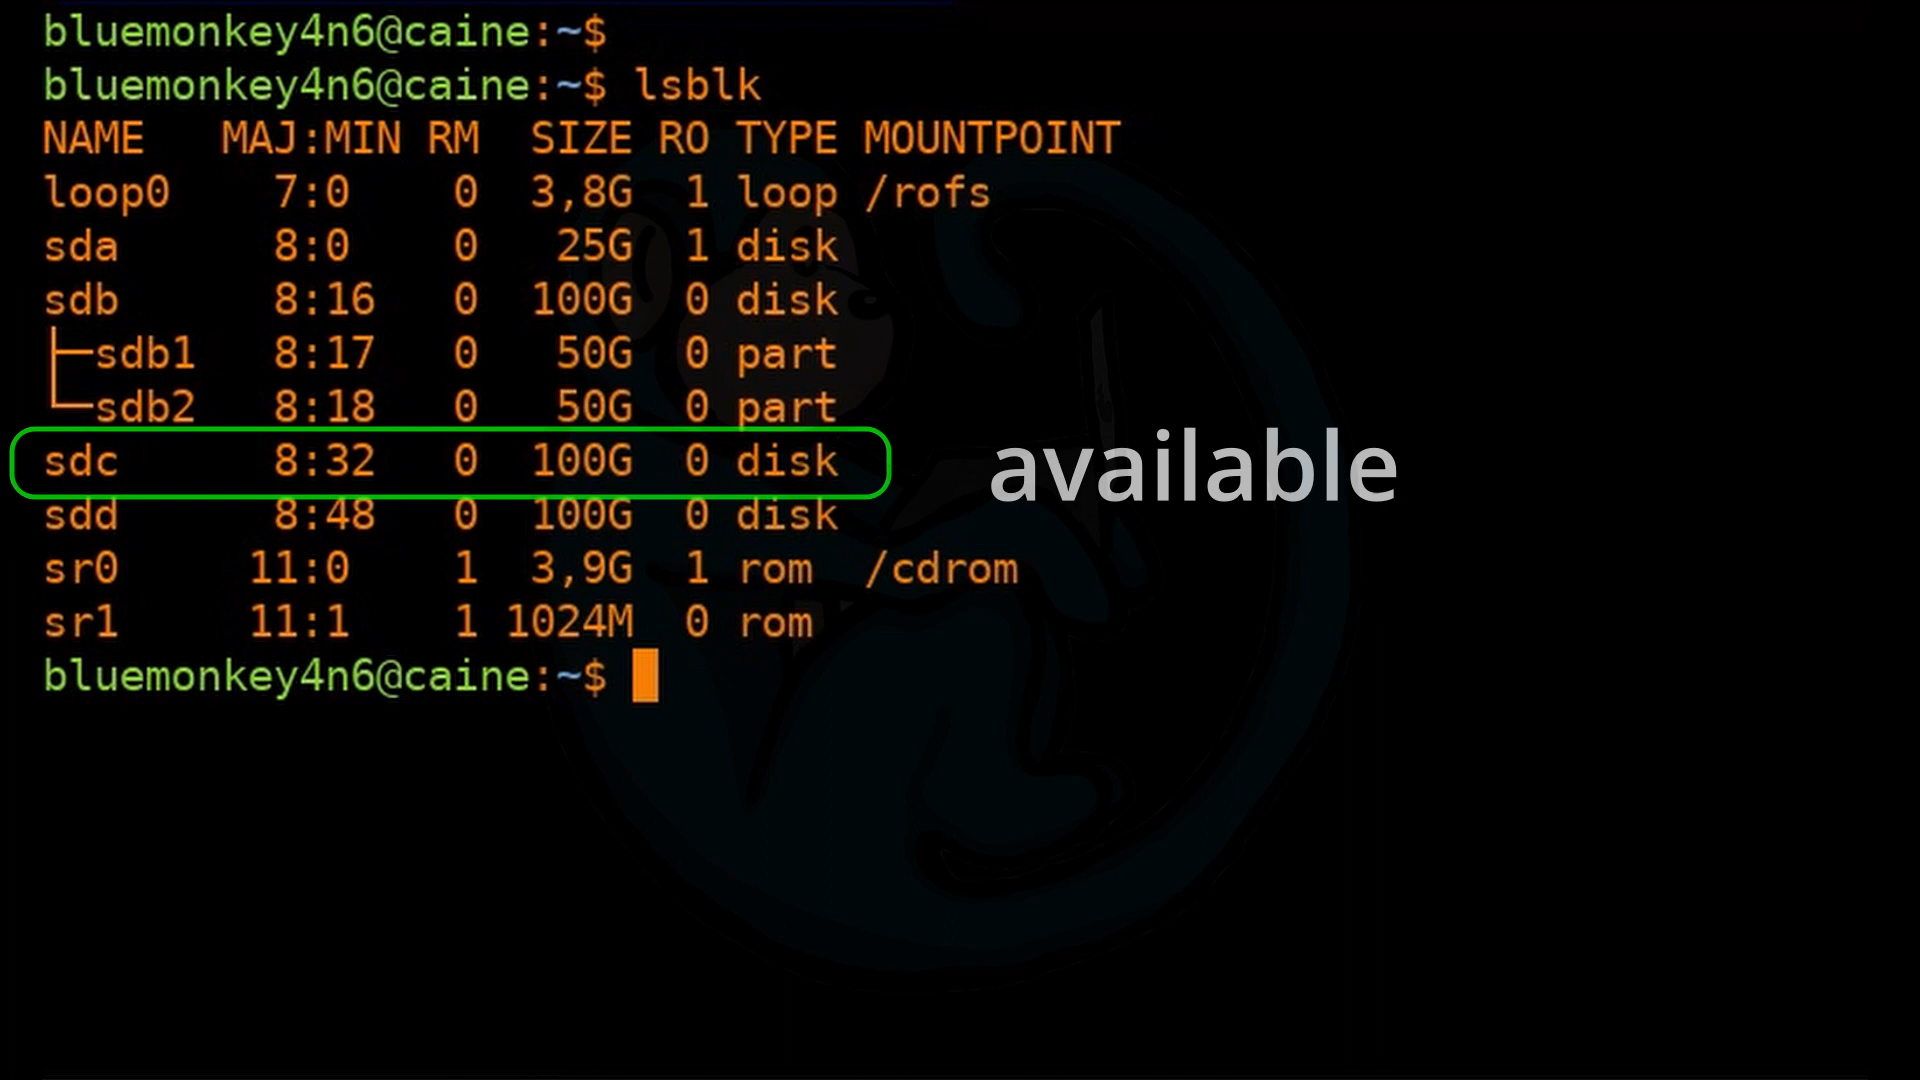 bluemonkey4n6@caine:~$
bluemonkey4n6@caine:~$ lsblk
NAME   MAJ:MIN RM  SIZE RO TYPE MOUNTPOINT
loop0    7:0    0  3,8G  1 loop /rofs
sda      8:0    0   25G  1 disk
sdb      8:16   0  100G  0 disk
├─sdb1   8:17   0   50G  0 part
└─sdb2   8:18   0   50G  0 part
sdc      8:32   0  100G  0 disk available
sdd      8:48   0  100G  0 disk
sr0     11:0    1  3,9G  1 rom  /cdrom
sr1     11:1    1 1024M  0 rom
bluemonkey4n6@caine:~$